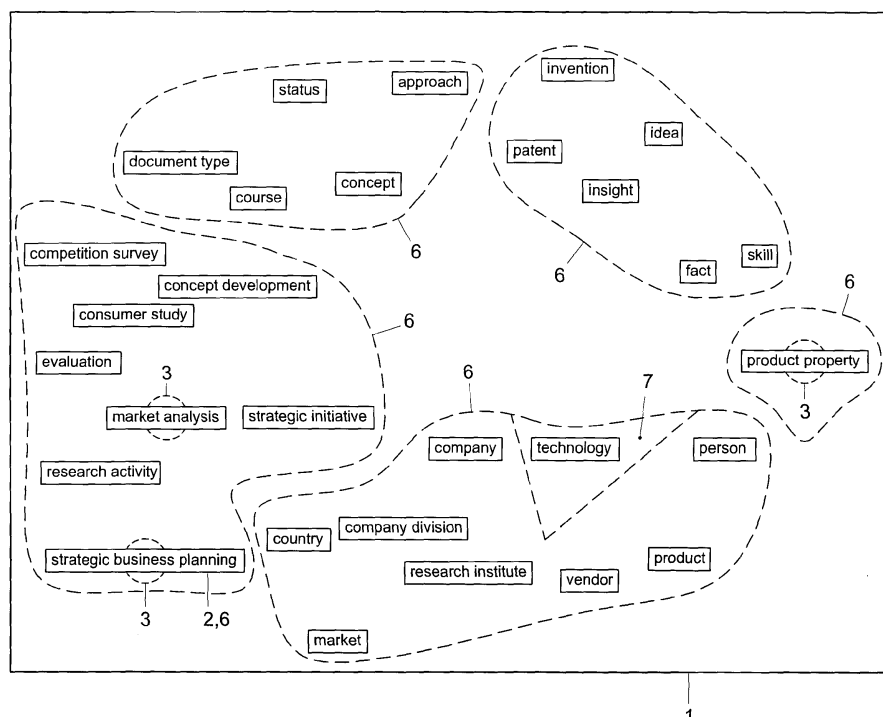 invention
approach
status
idea
patent
document type
concept
insight
course
6
competition survey
skill
fact
6
concept development
6
consumer study
6
evaluation
product property
3
6
7
3
market analysis
strategic initiative
company
technology
person
research activity
company division
country
strategic business planning
product
research institute
vendor
3
2,6
market
1